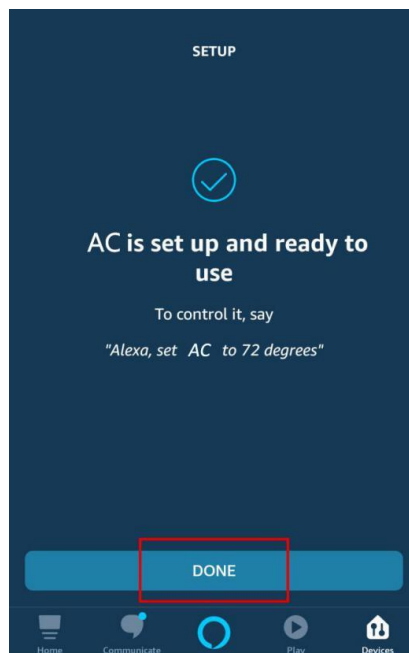 SETUP
AC is set up and ready to
use
To control it, say
"Alexa, set AC to 72 degrees"
DONE
Home Communicate Play Devices